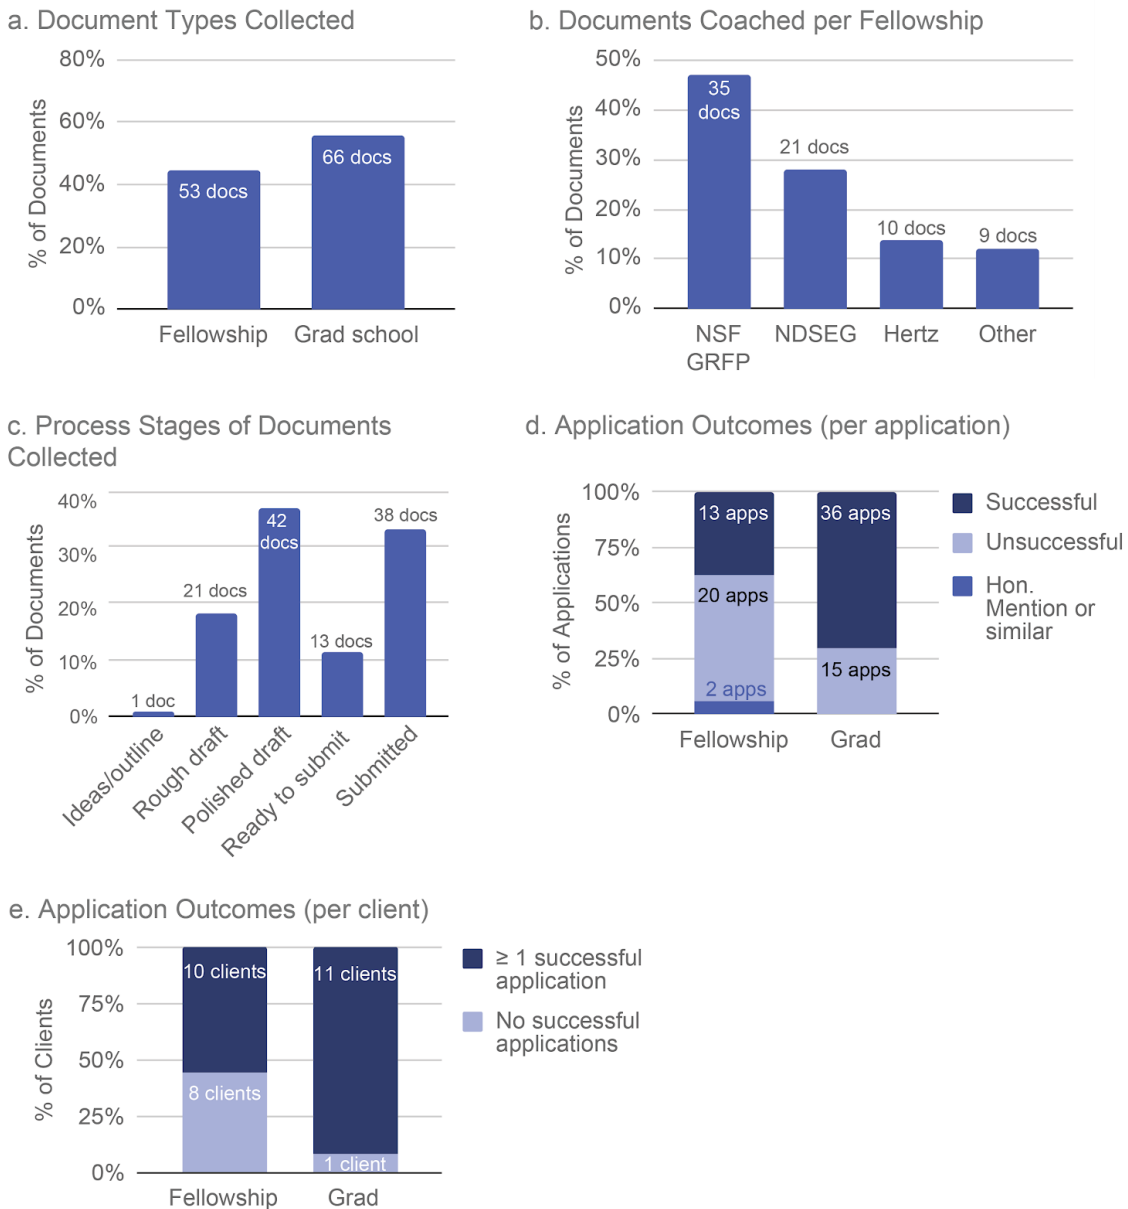 a. Document Types Collected
80%
60%
40%
20%
0%
% of Documents
53 docs
66 docs
Fellowship
Grad school
b. Documents Coached per Fellowship
50%
40%
30%
20%
10%
0%
% of Documents
35
docs
21 docs
10 docs
9 docs
NSF
GRFP
NDSEG
Hertz
Other
c. Process Stages of Documents
Collected
40%
30%
20%
10%
0%
% of Documents
1 doc
21 docs
42
docs
13 docs
38 docs
Ideas/outline
Rough draft
Polished draft
Ready to submit
Submitted
d. Application Outcomes (per application)
100%
75%
50%
25%
0%
% of Applications
13 apps
20 apps
2 apps
36 apps
15 apps
Fellowship
Grad
Successful
Unsuccessful
Hon.
Mention or
similar
e. Application Outcomes (per client)
100%
75%
50%
25%
0%
% of Clients
10 clients
8 clients
11 clients
1 client
Fellowship
Grad
≥ 1 successful
application
No successful
applications